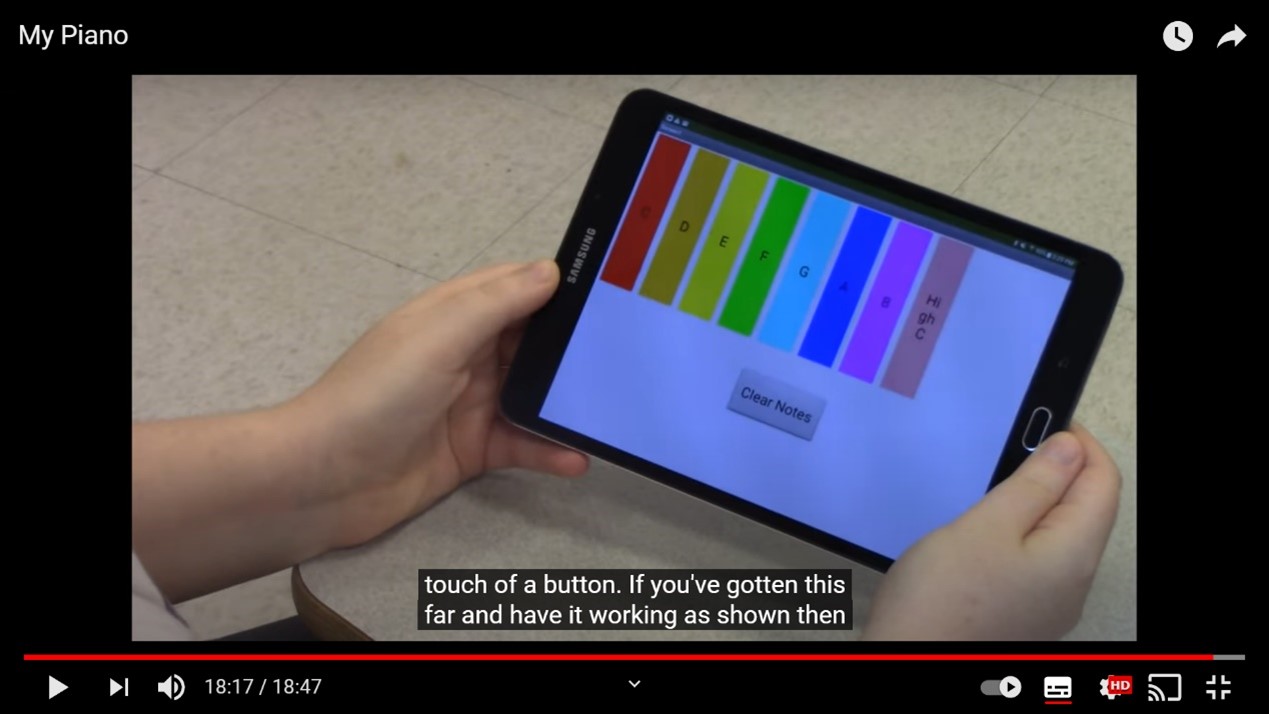 My Piano
SAMSUNG
C
D
E
F
G
A
B
Hi
gh
C
Clear Notes
touch of a button. If you've gotten this
far and have it working as shown then
18:17 / 18:47
HD